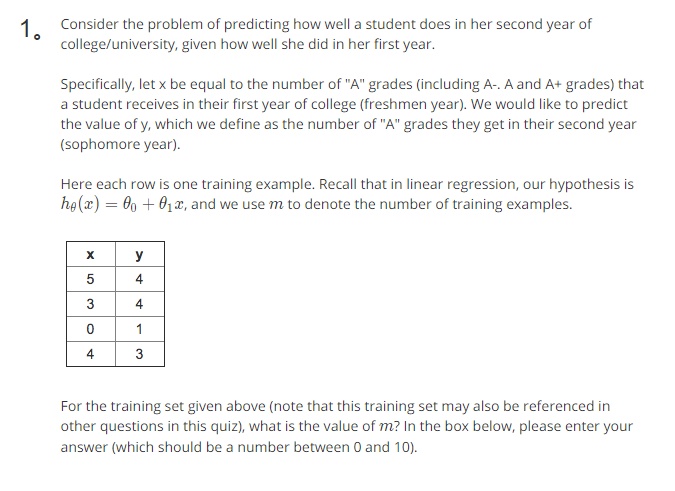 1. Consider the problem of predicting how well a student does in her second year of
college/university, given how well she did in her first year.
Specifically, let x be equal to the number of "A" grades (including A-. A and A+ grades) that
a student receives in their first year of college (freshmen year). We would like to predict
the value of y, which we define as the number of "A" grades they get in their second year
(sophomore year).
Here each row is one training example. Recall that in linear regression, our hypothesis is
hθ(x) = θ0 + θ1x, and we use m to denote the number of training examples.
x y
5 4
3 4
0 1
4 3
For the training set given above (note that this training set may also be referenced in
other questions in this quiz), what is the value of m? In the box below, please enter your
answer (which should be a number between 0 and 10).